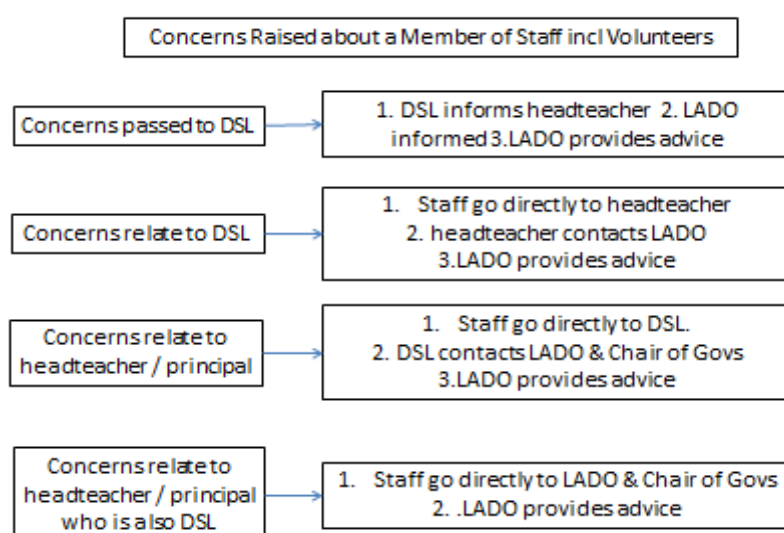 Concerns Raised about a Member of Staff incl Volunteers
Concerns passed to DSL
1. DSL informs headteacher 2. LADO
informed 3.LADO provides advice
Concerns relate to DSL
1. Staff go directly to headteacher
2. headteacher contacts LADO
3.LADO provides advice
Concerns relate to
headteacher / principal
1. Staff go directly to DSL.
2. DSL contacts LADO & Chair of Govs
3.LADO provides advice
Concerns relate to
headteacher / principal
who is also DSL
1. Staff go directly to LADO & Chair of Govs
2. .LADO provides advice